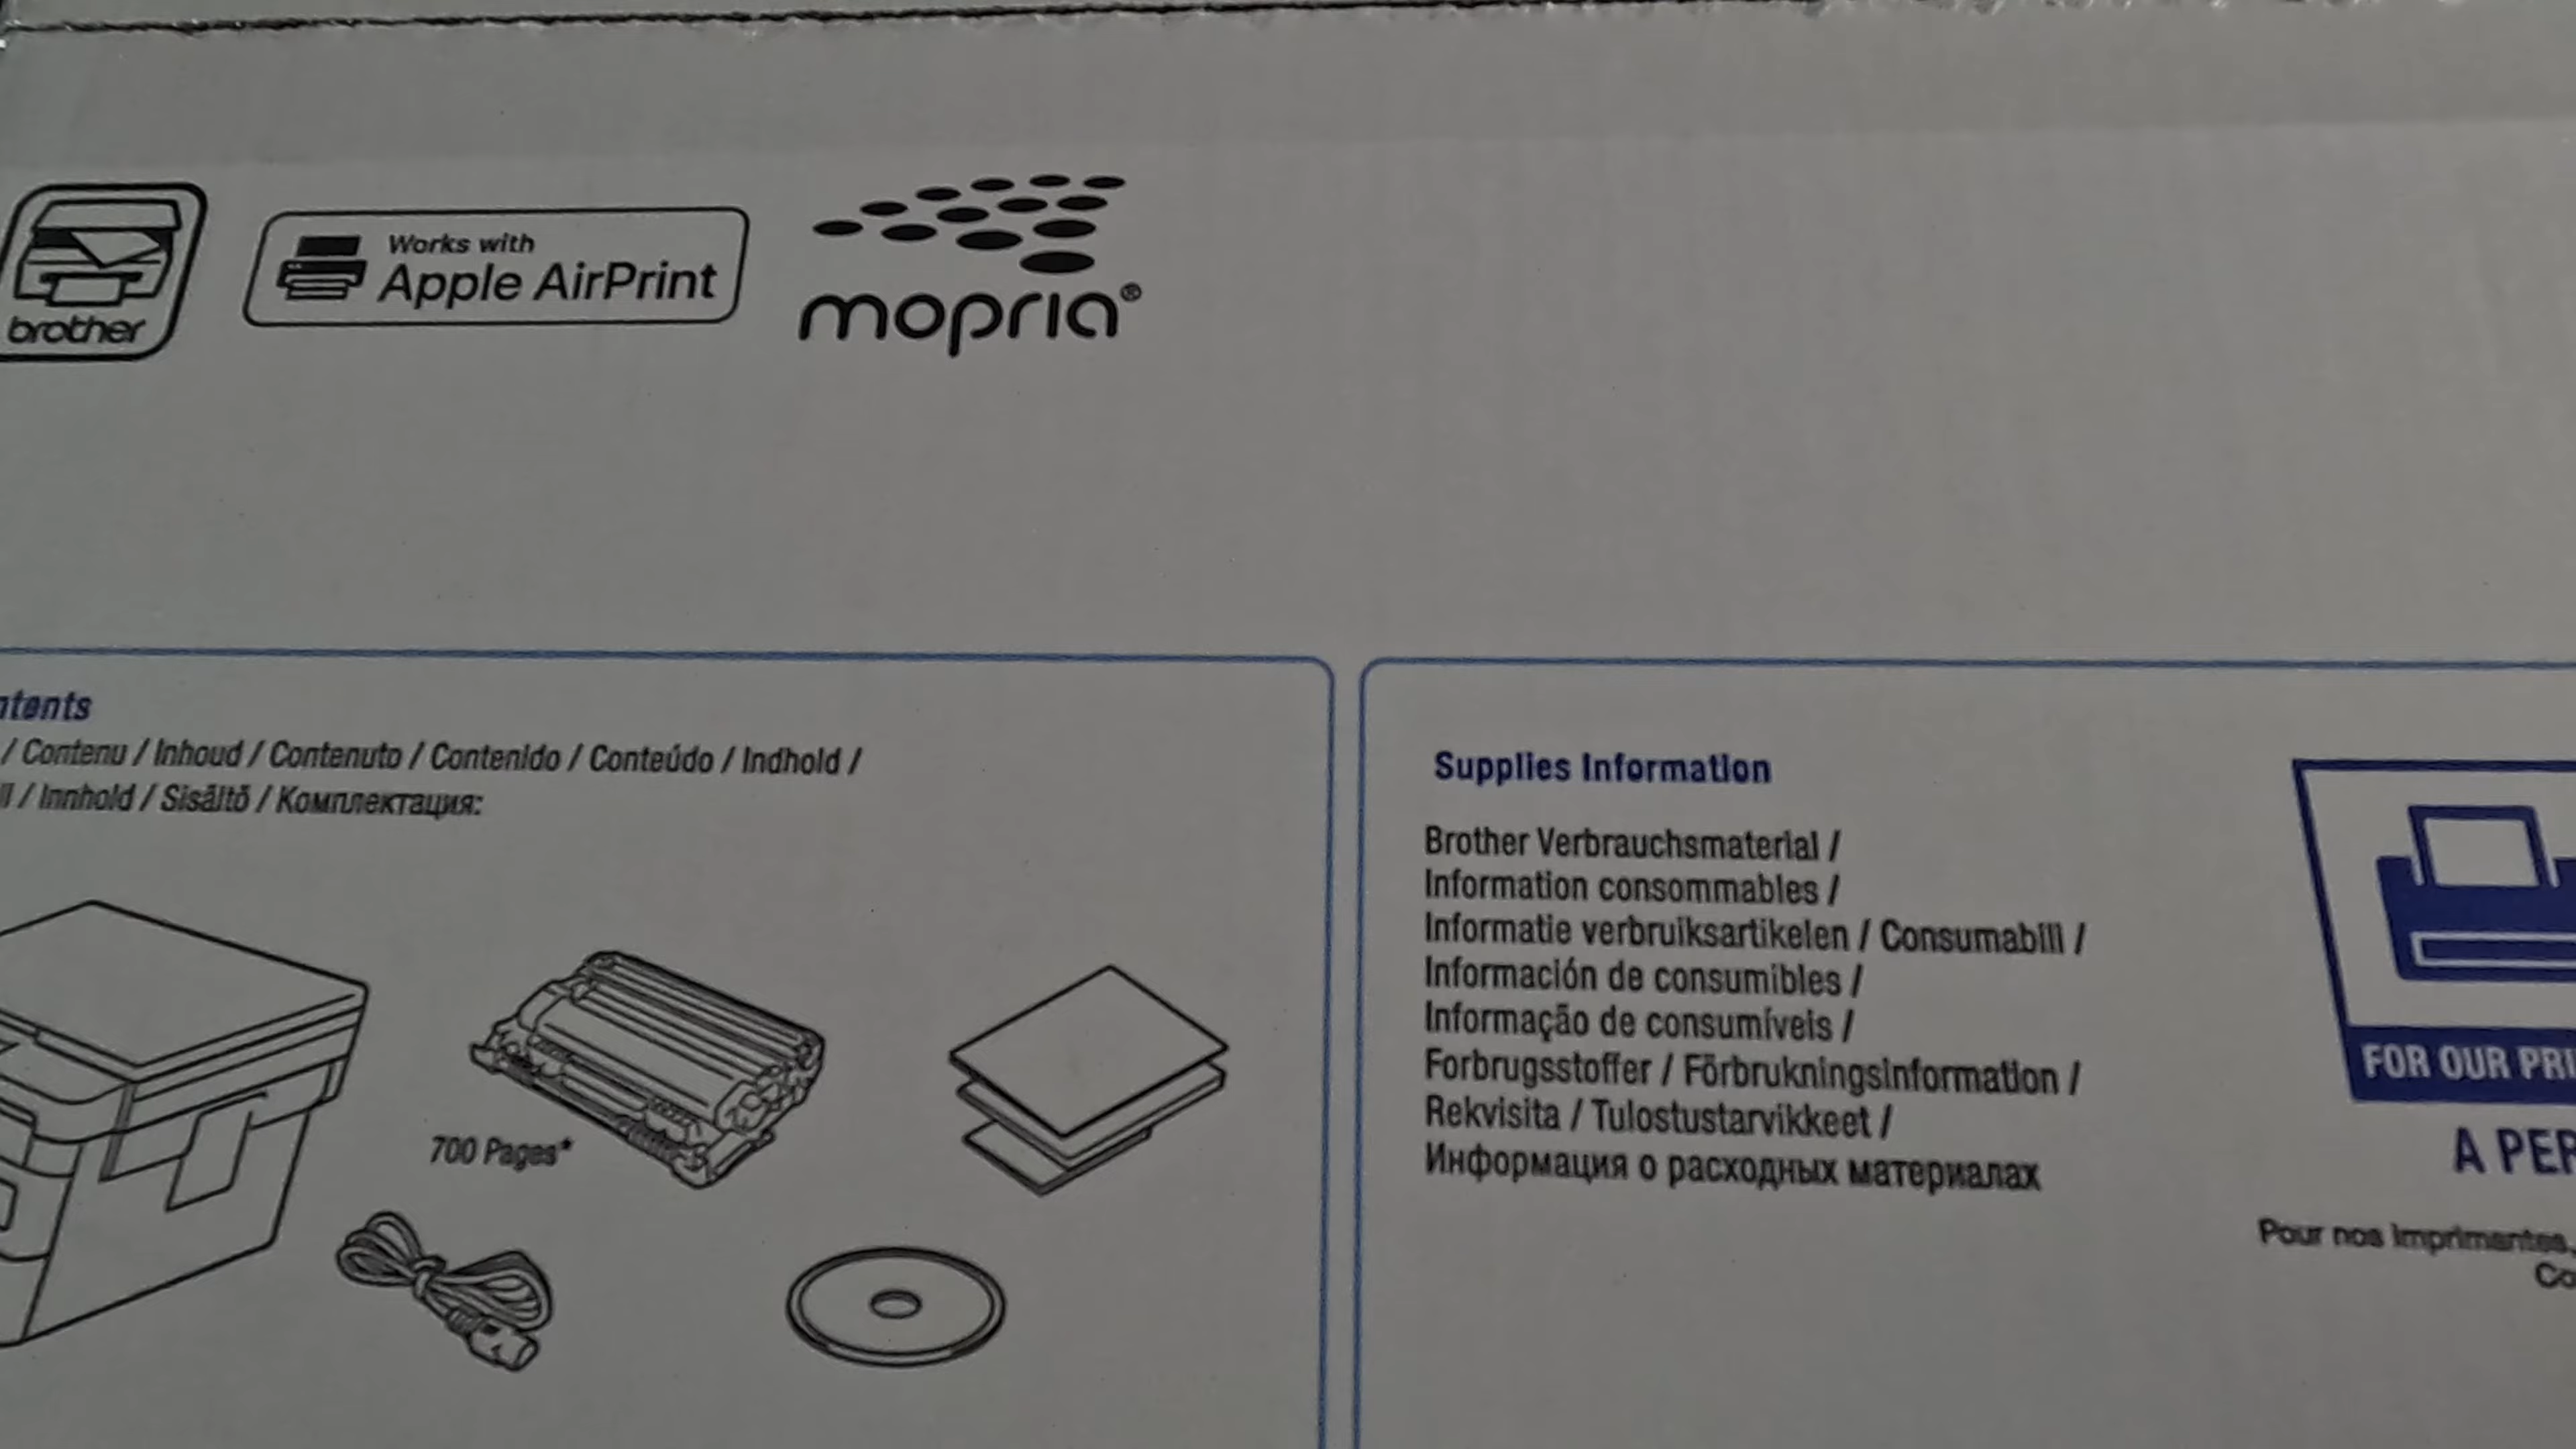 brother
Works with
Apple AirPrint
mopria®
ntents
/ Contenu / Inhoud / Contenuto / Contenido / Conteúdo / Indhold /
ll / Innhold / Sisältö / Комплектация:
700 Pages*
Supplies Information
Brother Verbrauchsmaterial /
Information consommables /
Informatie verbruiksartikelen / Consumabili /
Información de consumibles /
Informação de consumíveis /
Forbrugsstoffer / Förbrukningsinformation /
Rekvisita / Tulostustarvikkeet /
Информация о расходных материалах
FOR OUR PRI
A PER
Pour nos imprimantes,
Co